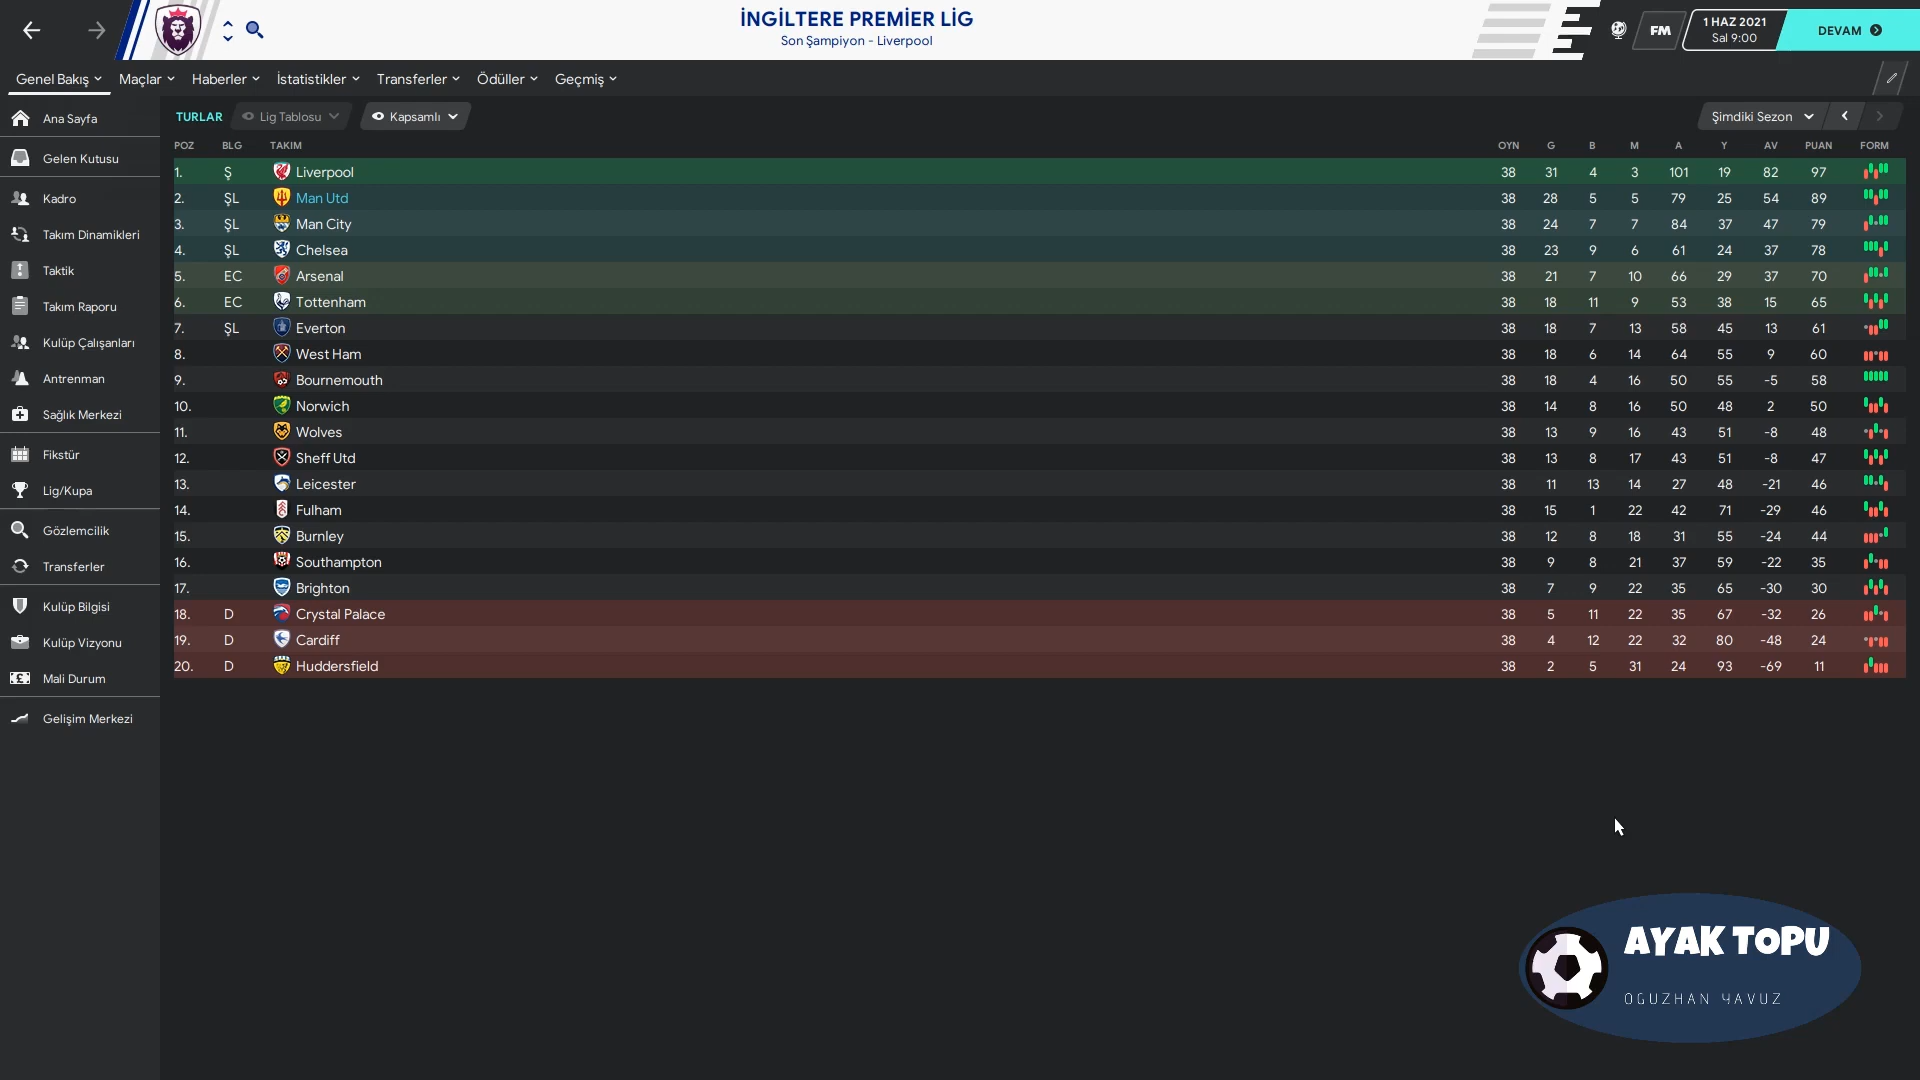 İNGİLTERE PREMİER LİG
Son Şampiyon - Liverpool
FM
1 HAZ 2021
Sal 9:00
DEVAM
Genel Bakış Maçlar Haberler İstatistikler Transferler Ödüller Geçmiş
Ana Sayfa
Gelen Kutusu
Kadro
Takım Dinamikleri
Taktik
Takım Raporu
Kulüp Çalışanları
Antrenman
Sağlık Merkezi
Fikstür
Lig/Kupa
Gözlemcilik
Transferler
Kulüp Bilgisi
Kulüp Vizyonu
Mali Durum
Gelişim Merkezi
TURLAR Lig Tablosu Kapsamlı Şimdiki Sezon
POZ BLG TAKIM OYN G B M A Y AV PUAN FORM
1. Ş Liverpool 38 31 4 3 101 19 82 97
2. ŞL Man Utd 38 28 5 5 79 25 54 89
3. ŞL Man City 38 24 7 7 84 37 47 79
4. ŞL Chelsea 38 23 9 6 61 24 37 78
5. EC Arsenal 38 21 7 10 66 29 37 70
6. EC Tottenham 38 18 11 9 53 38 15 65
7. ŞL Everton 38 18 7 13 58 45 13 61
8. West Ham 38 18 6 14 64 55 9 60
9. Bournemouth 38 18 4 16 50 55 -5 58
10. Norwich 38 14 8 16 50 48 2 50
11. Wolves 38 13 9 16 43 51 -8 48
12. Sheff Utd 38 13 8 17 43 51 -8 47
13. Leicester 38 11 13 14 27 48 -21 46
14. Fulham 38 15 1 22 42 71 -29 46
15. Burnley 38 12 8 18 31 55 -24 44
16. Southampton 38 9 8 21 37 59 -22 35
17. Brighton 38 7 9 22 35 65 -30 30
18. D Crystal Palace 38 5 11 22 35 67 -32 26
19. D Cardiff 38 4 12 22 32 80 -48 24
20. D Huddersfield 38 2 5 31 24 93 -69 11
AYAK TOPU
OGUZHAN YAVUZ